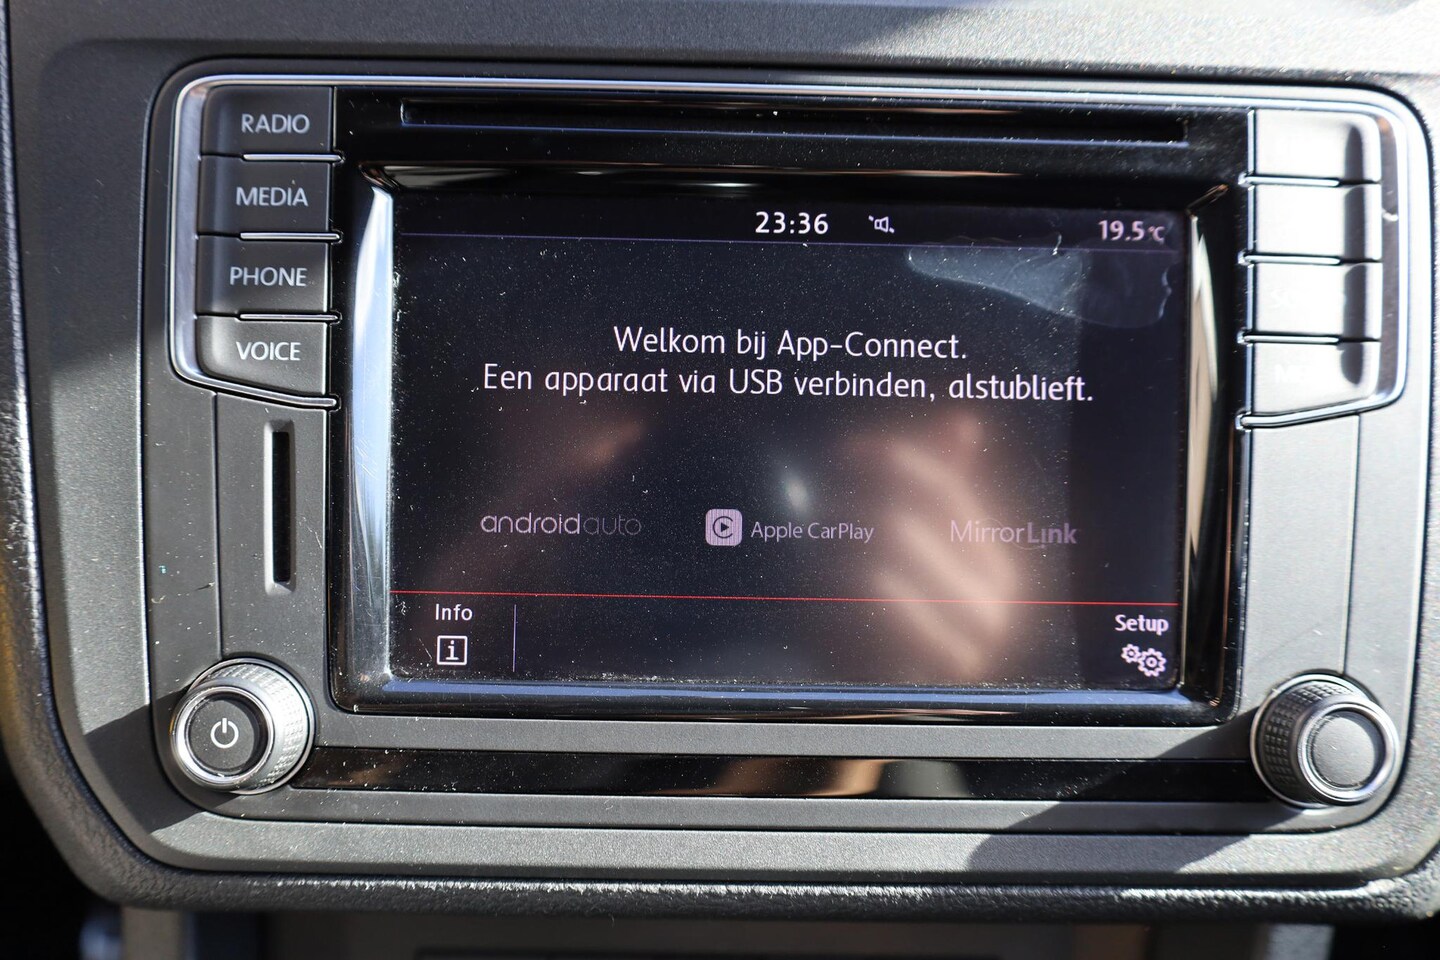 RADIO
MEDIA
PHONE
VOICE
23:36
19.5°C
Welkom bij App-Connect.
Een apparaat via USB verbinden, alstublieft.
androidauto
Apple CarPlay
MirrorLink
Info
i
Setup